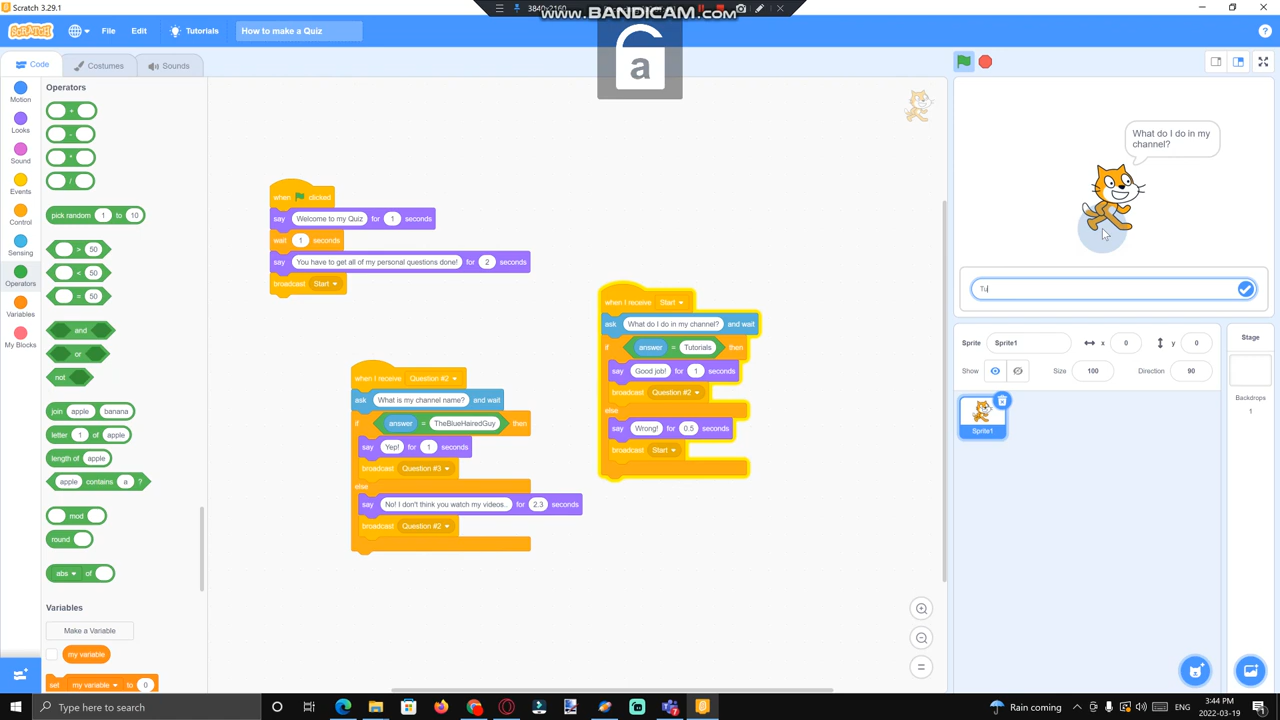 Scratch 3.29.1
3840×2160
www.BANDICAM.com
SCRATCH
File
Edit
Tutorials
How to make a Quiz
a
Code
Costumes
Sounds
Motion
Looks
Sound
Events
Control
Sensing
Operators
Variables
My Blocks
Operators
+
-
*
/
pick random 1 to 10
> 50
< 50
= 50
and
or
not
join apple banana
letter 1 of apple
length of apple
apple contains a ?
mod
round
abs of
Variables
Make a Variable
my variable
set my variable to 0
when clicked
say Welcome to my Quiz for 1 seconds
wait 1 seconds
say You have to get all of my personal questions done! for 2 seconds
broadcast Start
when I receive Question #2
ask What is my channel name? and wait
if answer = TheBlueHairedGuy then
say Yep! for 1 seconds
broadcast Question #3
else
say No! I don't think you watch my videos.. for 2.3 seconds
broadcast Question #2
when I receive Start
ask What do I do in my channel? and wait
if answer = Tutorials then
say Good job! for 1 seconds
broadcast Question #2
else
say Wrong! for 0.5 seconds
broadcast Start
What do I do in my
channel?
Tu
Sprite Sprite1 x 0 y 0
Show Size 100 Direction 90
Sprite1
Stage
Backdrops
1
Type here to search
Rain coming
ENG
3:44 PM
2022-03-19